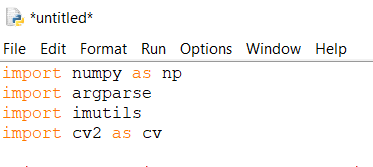 *untitled*
File Edit Format Run Options Window Help
import numpy as np
import argparse
import imutils
import cv2 as cv